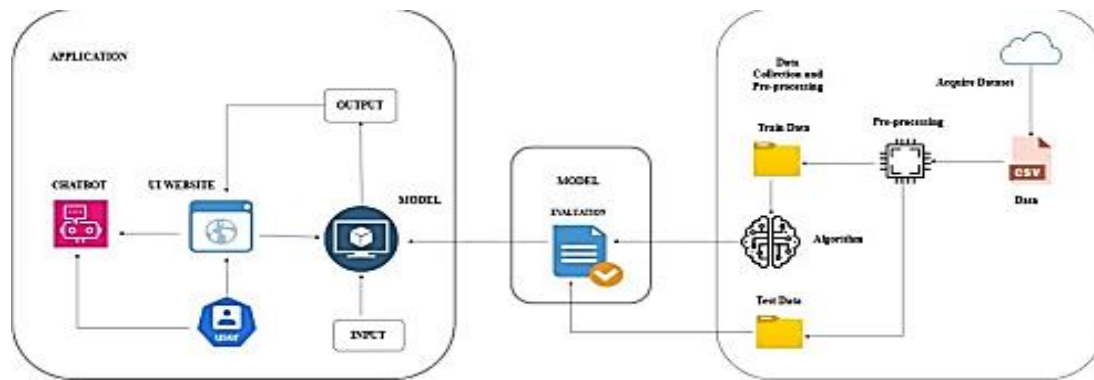 APPLICATION
OUTPUT
CHATBOT
UI WEBSITE
MODEL
user
INPUT
MODEL
EVALUATION
Data
Collection and
Pre-processing
Acquire Dataset
Train Data
Pre-processing
CSV
Data
Algorithm
Test Data